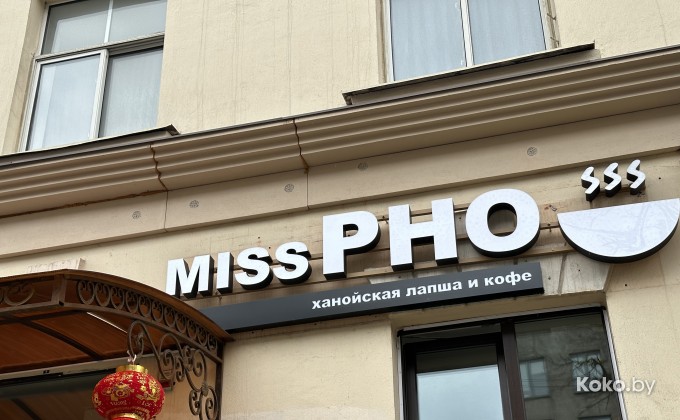 MISS PHO
ханойская лапша и кофе
Koko.by